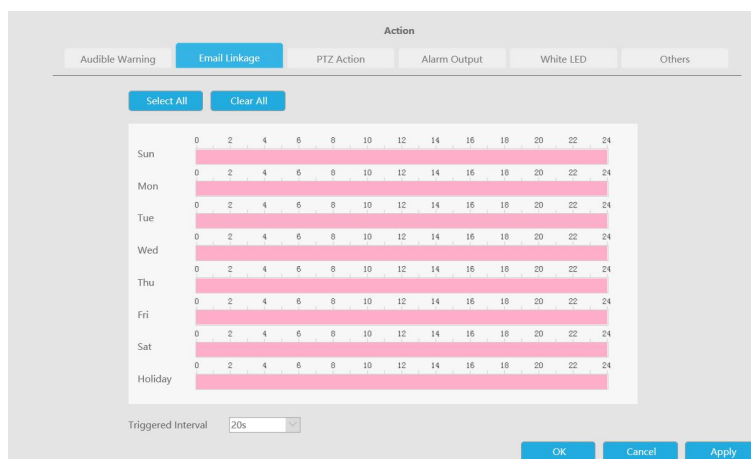 Action
Audible Warning Email Linkage PTZ Action Alarm Output White LED Others
Select All Clear All
0 2 4 6 8 10 12 14 16 18 20 22 24
Sun
0 2 4 6 8 10 12 14 16 18 20 22 24
Mon
0 2 4 6 8 10 12 14 16 18 20 22 24
Tue
0 2 4 6 8 10 12 14 16 18 20 22 24
Wed
0 2 4 6 8 10 12 14 16 18 20 22 24
Thu
0 2 4 6 8 10 12 14 16 18 20 22 24
Fri
0 2 4 6 8 10 12 14 16 18 20 22 24
Sat
0 2 4 6 8 10 12 14 16 18 20 22 24
Holiday
Triggered Interval 20s
OK Cancel Apply